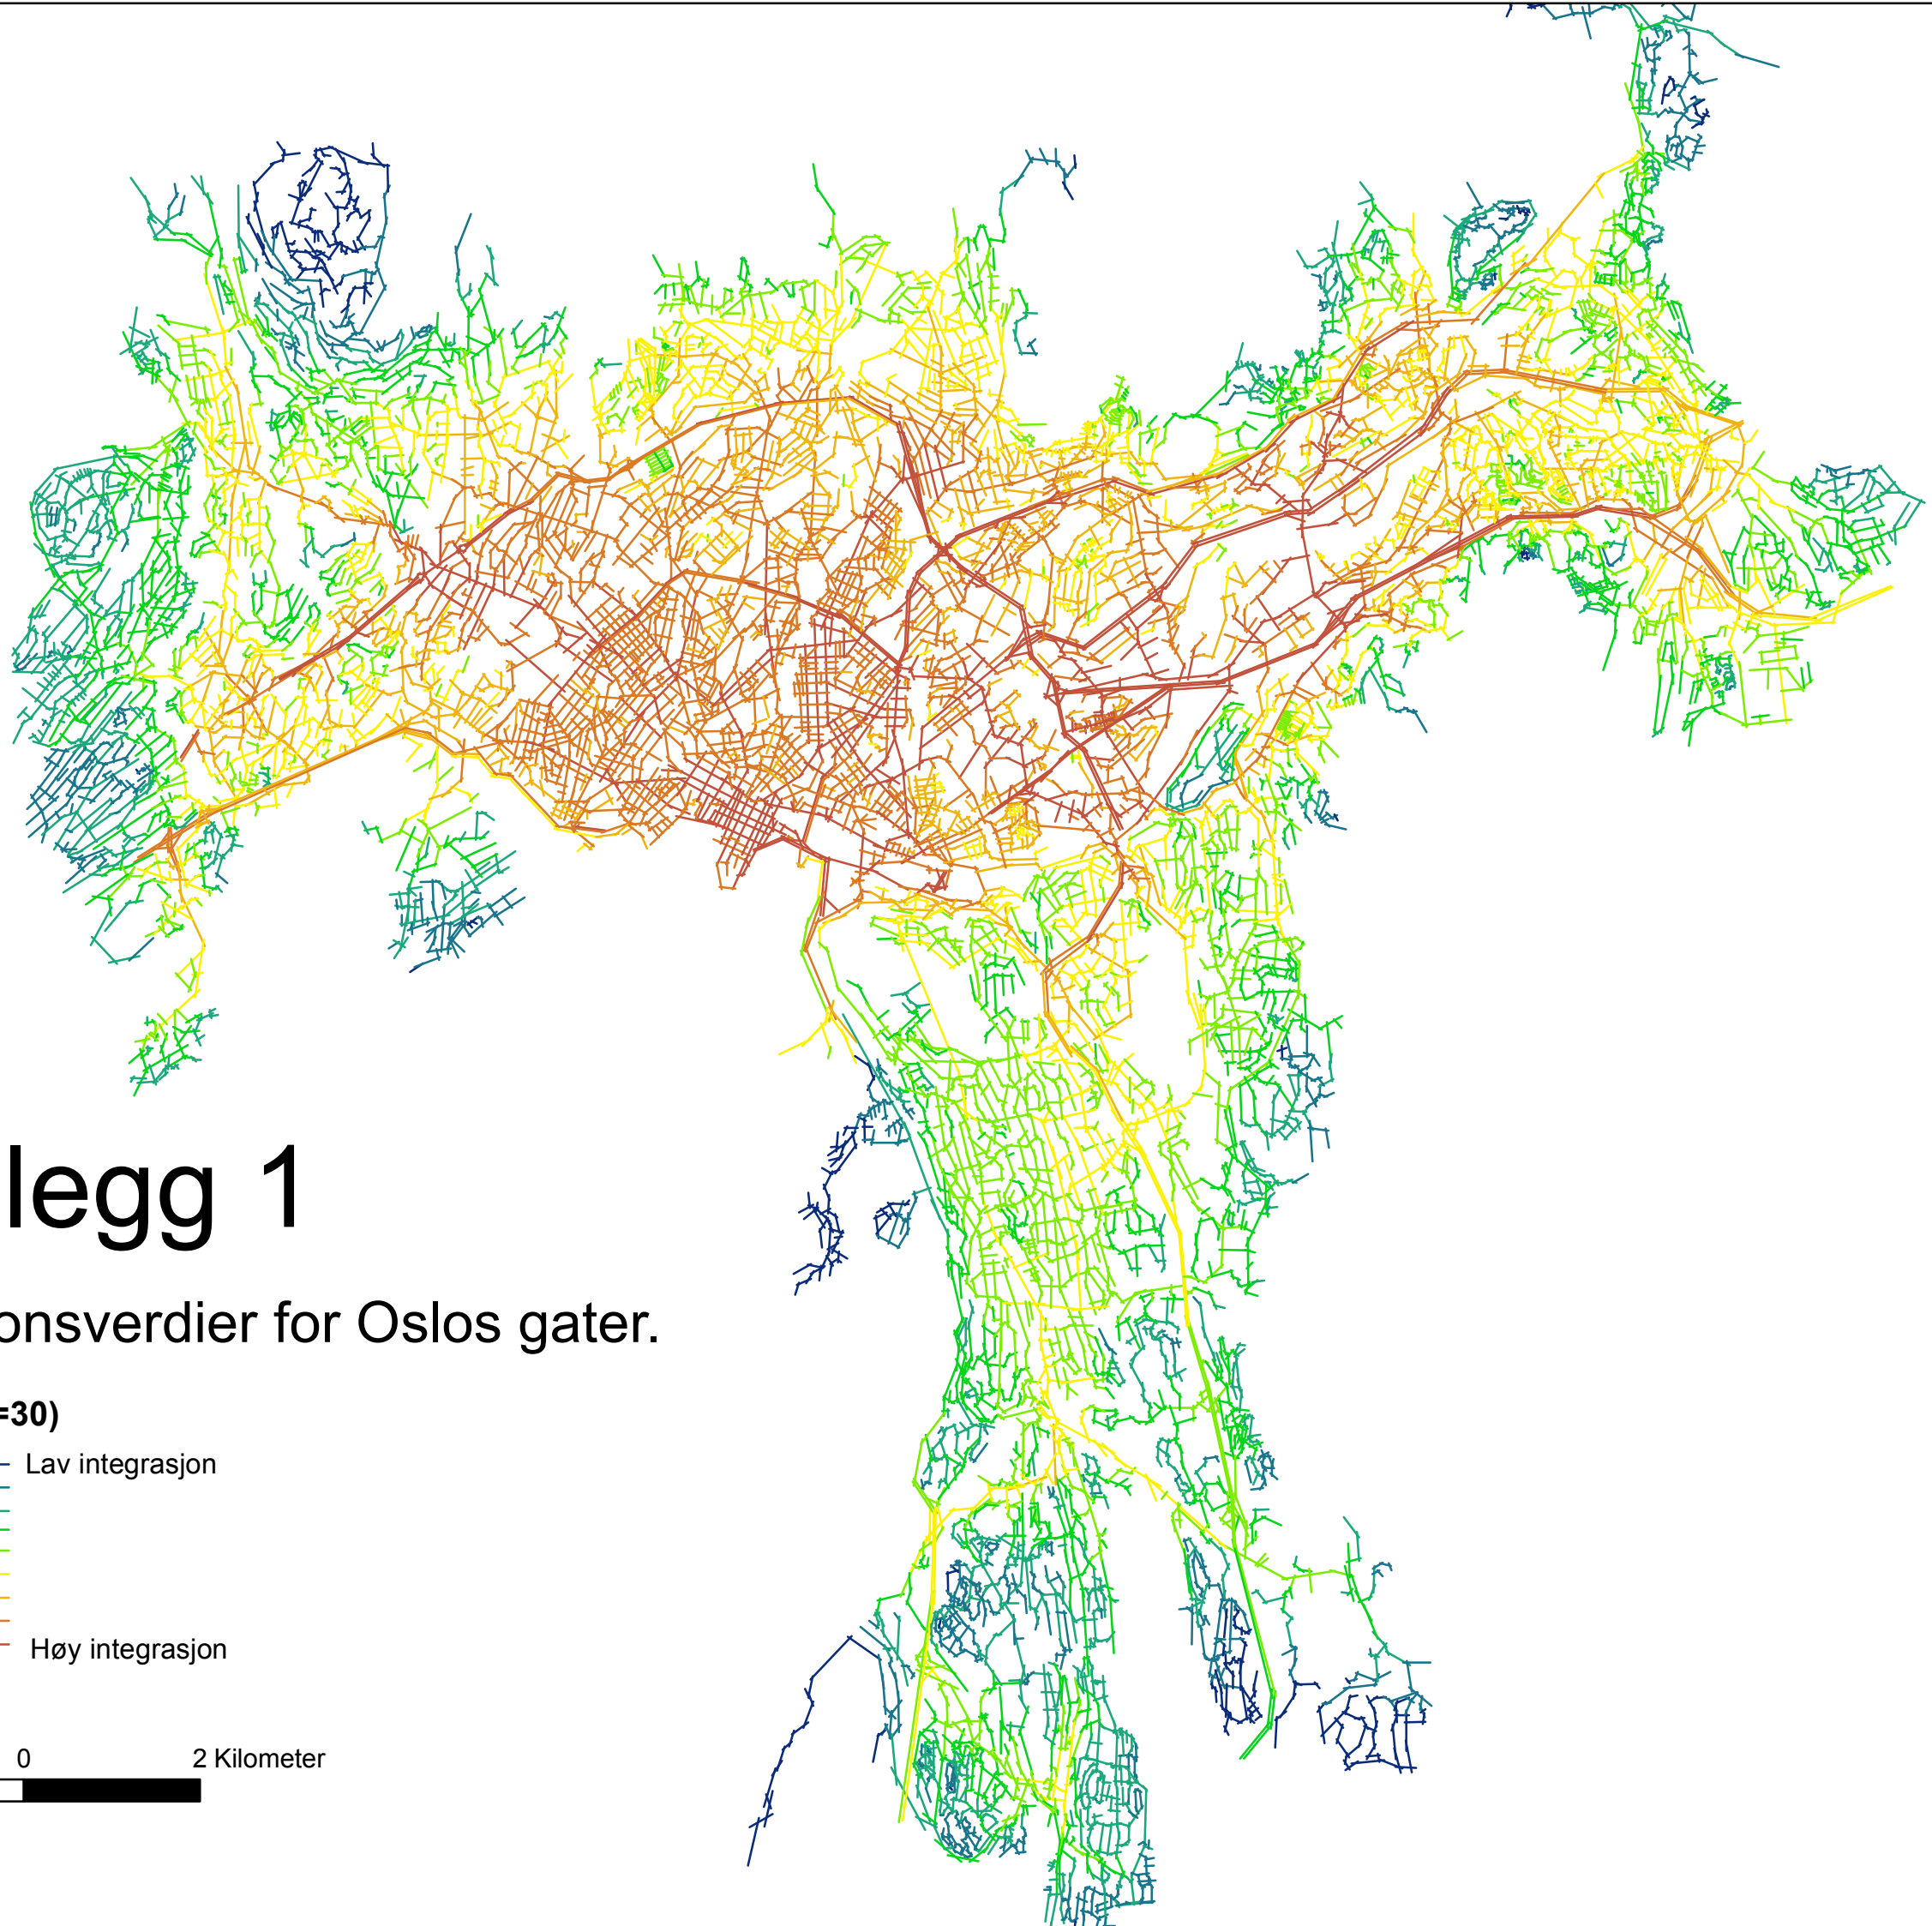 legg 1
onsverdier for Oslos gater.
=30)
Lav integrasjon
Høy integrasjon
0 2 Kilometer